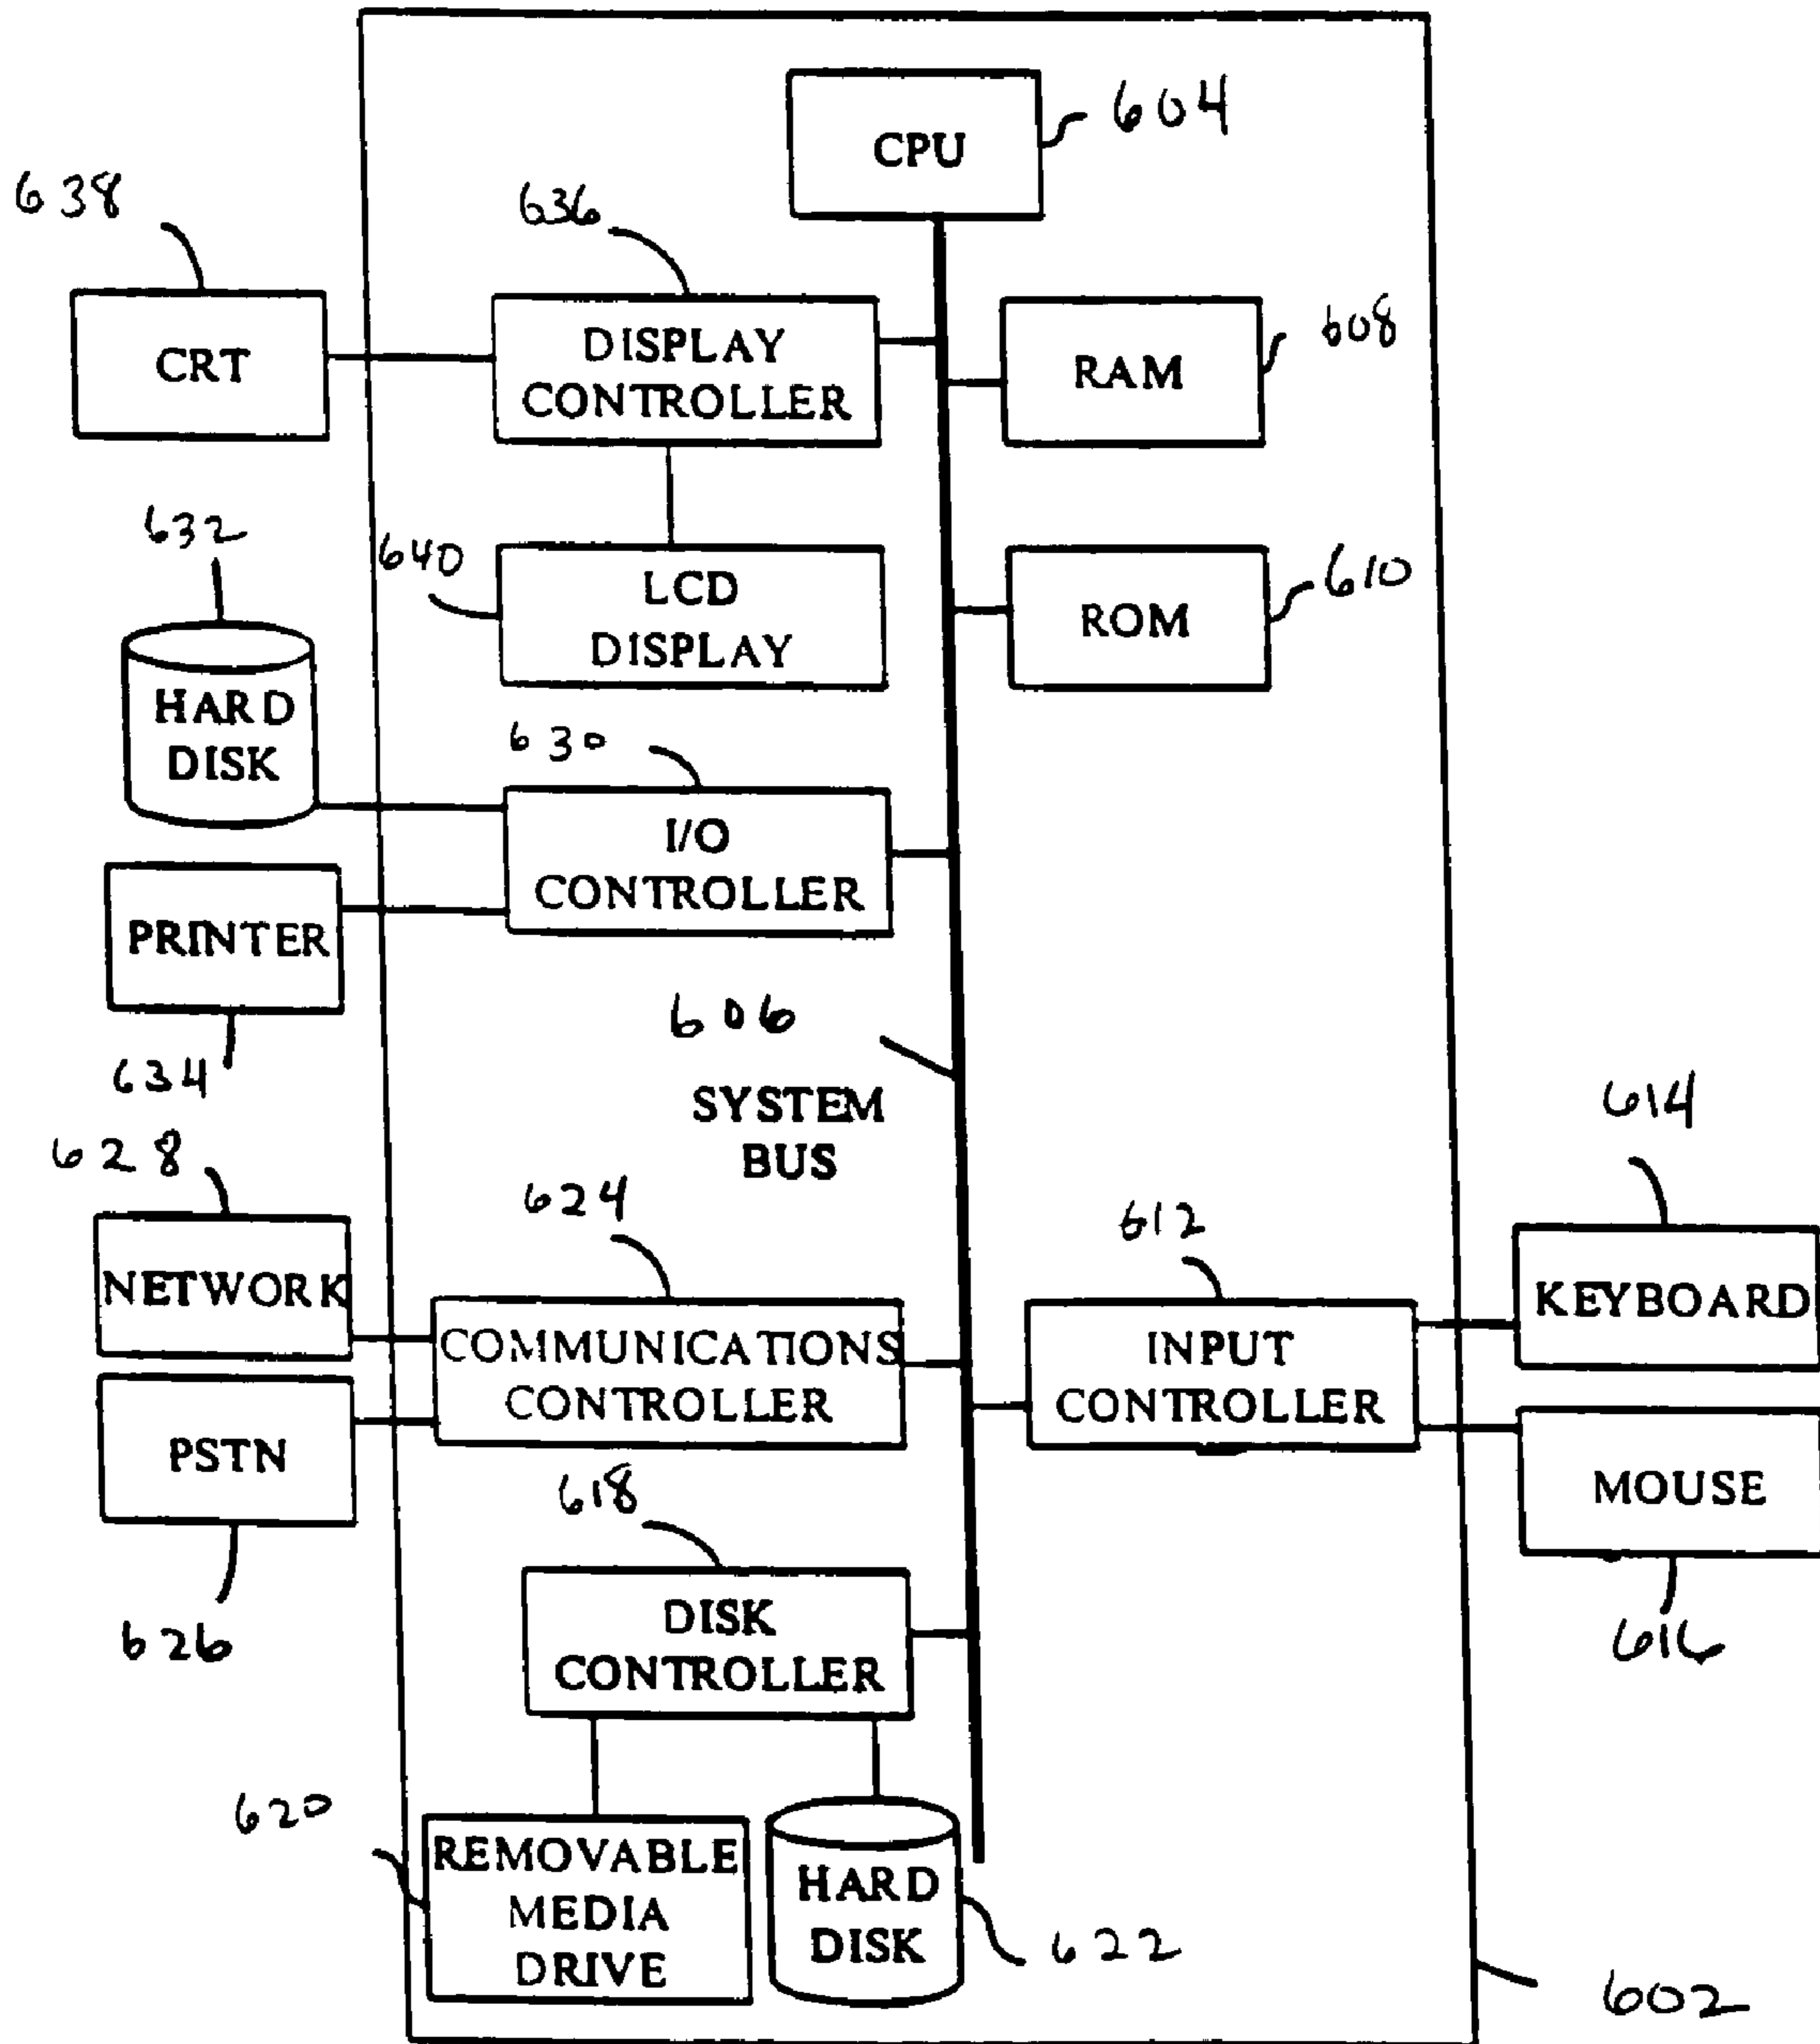 604
CPU
638
636
CRT
DISPLAY
CONTROLLER
RAM
608
632
640
LCD
DISPLAY
ROM
610
HARD
DISK
630
I/O
CONTROLLER
PRINTER
634
606
SYSTEM
BUS
628
NETWORK
624
COMMUNICATIONS
CONTROLLER
612
INPUT
CONTROLLER
614
KEYBOARD
PSTN
626
MOUSE
616
618
DISK
CONTROLLER
620
REMOVABLE
MEDIA
DRIVE
HARD
DISK
622
602